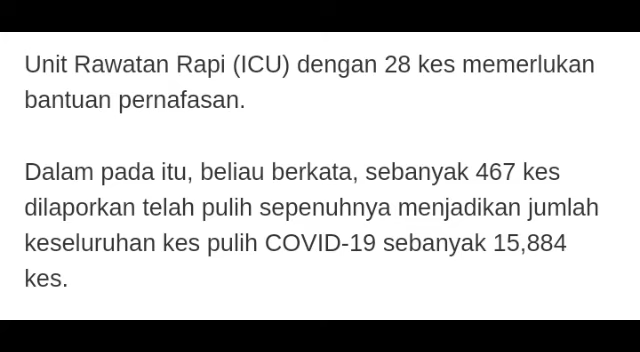 Unit Rawatan Rapi (ICU) dengan 28 kes memerlukan
bantuan pernafasan.
Dalam pada itu, beliau berkata, sebanyak 467 kes
dilaporkan telah pulih sepenuhnya menjadikan jumlah
keseluruhan kes pulih COVID-19 sebanyak 15,884
kes.